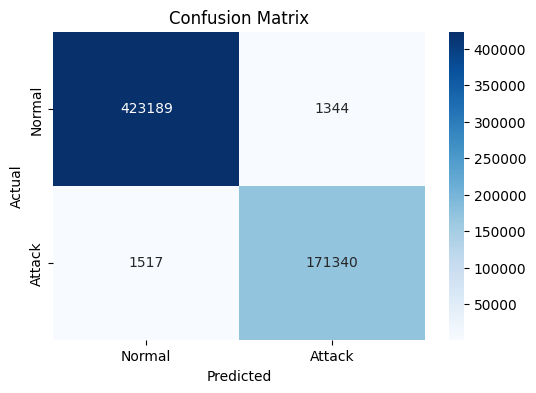 Confusion Matrix
Actual
Normal
423189
1344
Attack
1517
171340
Normal
Attack
Predicted
400000
350000
300000
250000
200000
150000
100000
50000